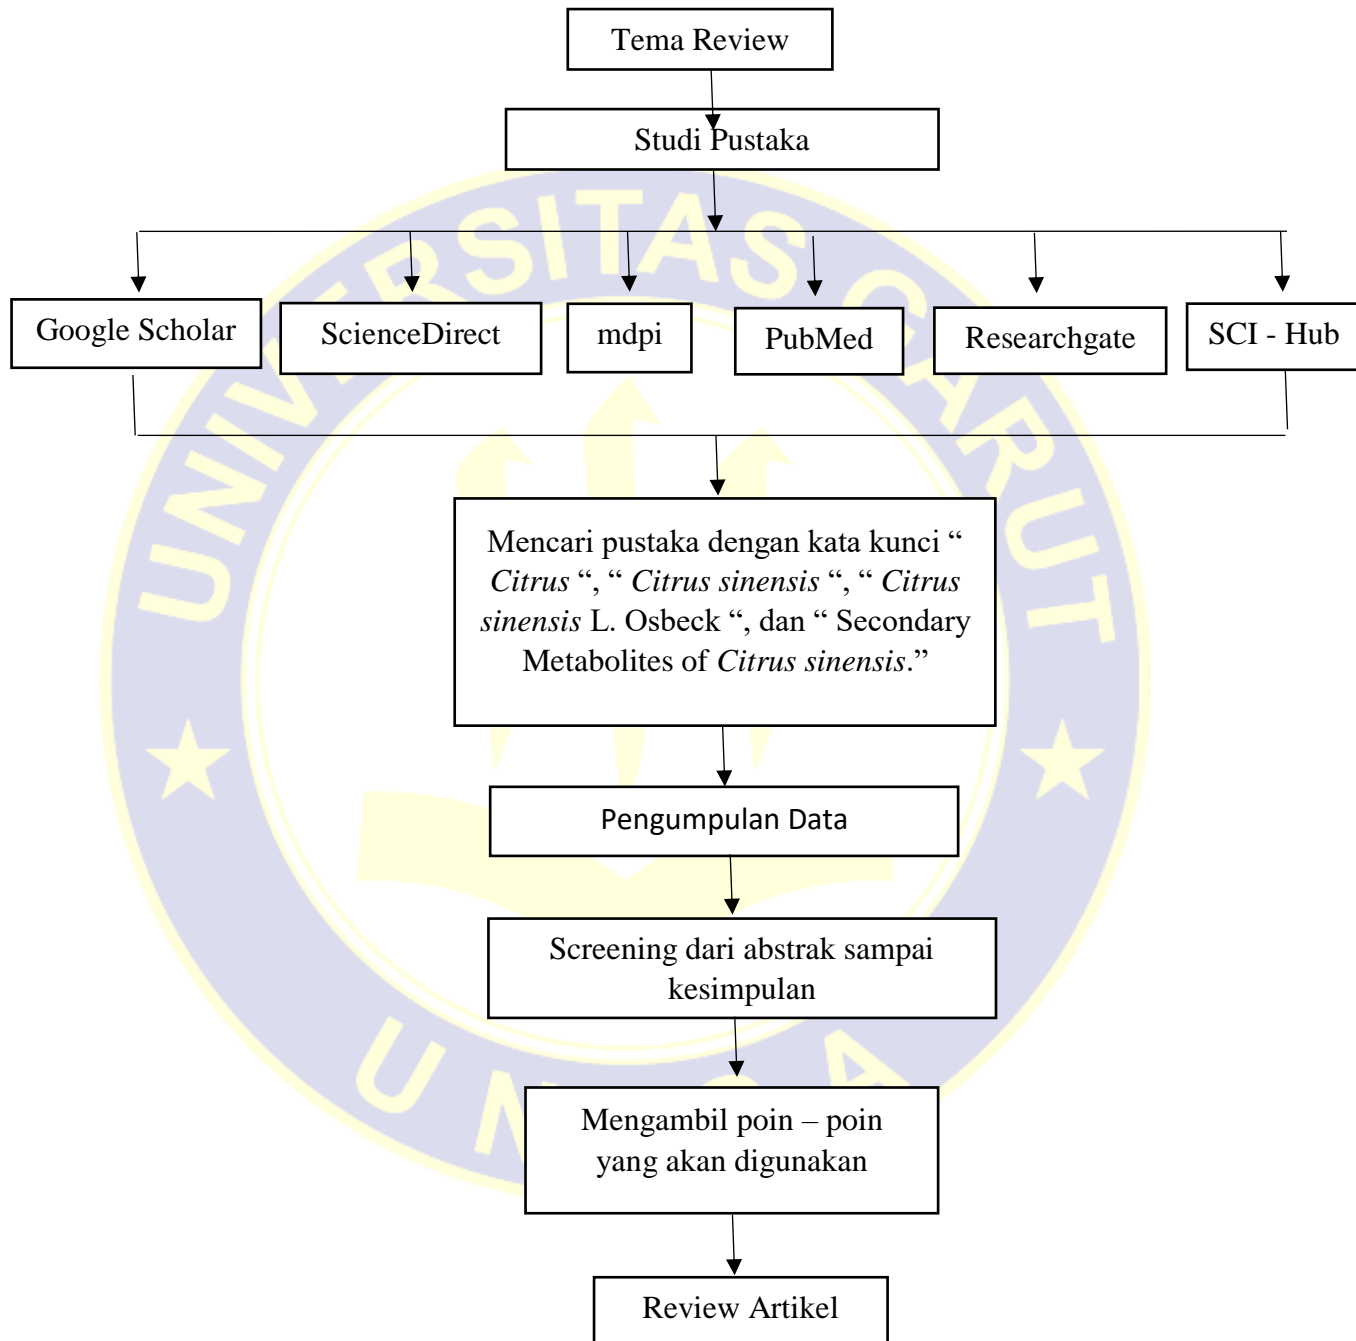 Tema Review
Studi Pustaka
Google Scholar
ScienceDirect
mdpi
PubMed
Researchgate
SCI - Hub
Mencari pustaka dengan kata kunci “
Citrus “, “ Citrus sinensis “, “ Citrus
sinensis L. Osbeck “, dan “ Secondary
Metabolites of Citrus sinensis.”
Pengumpulan Data
Screening dari abstrak sampai
kesimpulan
Mengambil poin – poin
yang akan digunakan
Review Artikel
UNIVERSITAS GARUT